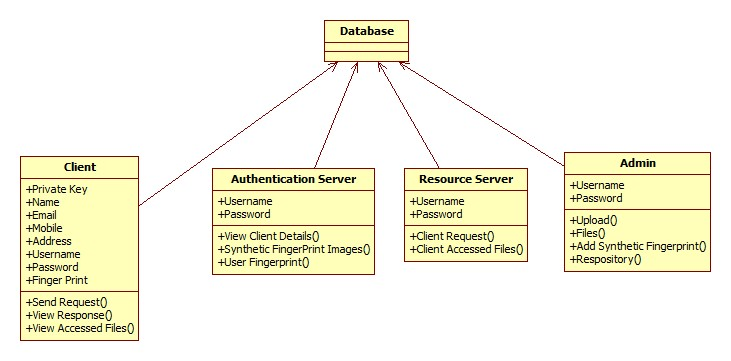 Database
Client
+Private Key
+Name
+Email
+Mobile
+Address
+Username
+Password
+Finger Print
+Send Request()
+View Response()
+View Accessed Files()
Authentication Server
+Username
+Password
+View Client Details()
+Synthetic FingerPrint Images()
+User Fingerprint()
Resource Server
+Username
+Password
+Client Request()
+Client Accessed Files()
Admin
+Username
+Password
+Upload()
+Files()
+Add Synthetic Fingerprint()
+Respository()